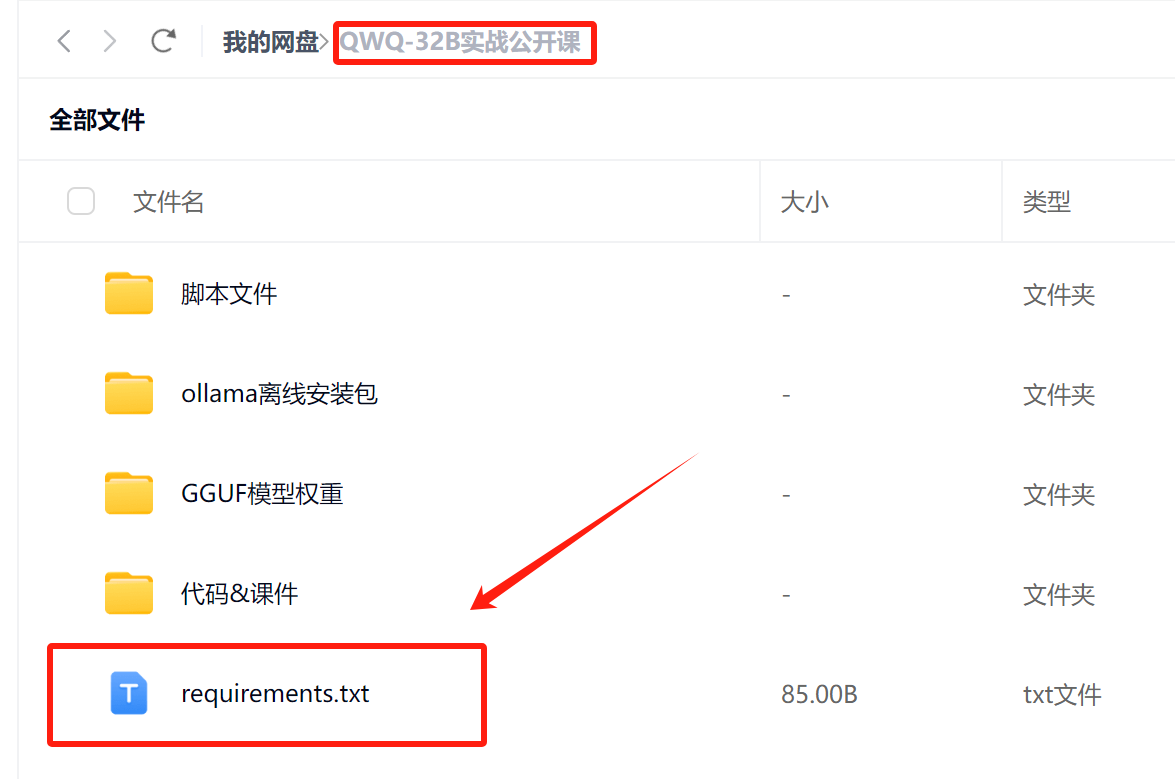 我的网盘> QWQ-32B实战公开课
全部文件
文件名 大小 类型
脚本文件 - 文件夹
ollama离线安装包 - 文件夹
GGUF模型权重 - 文件夹
代码&课件 - 文件夹
T requirements.txt 85.00B txt文件